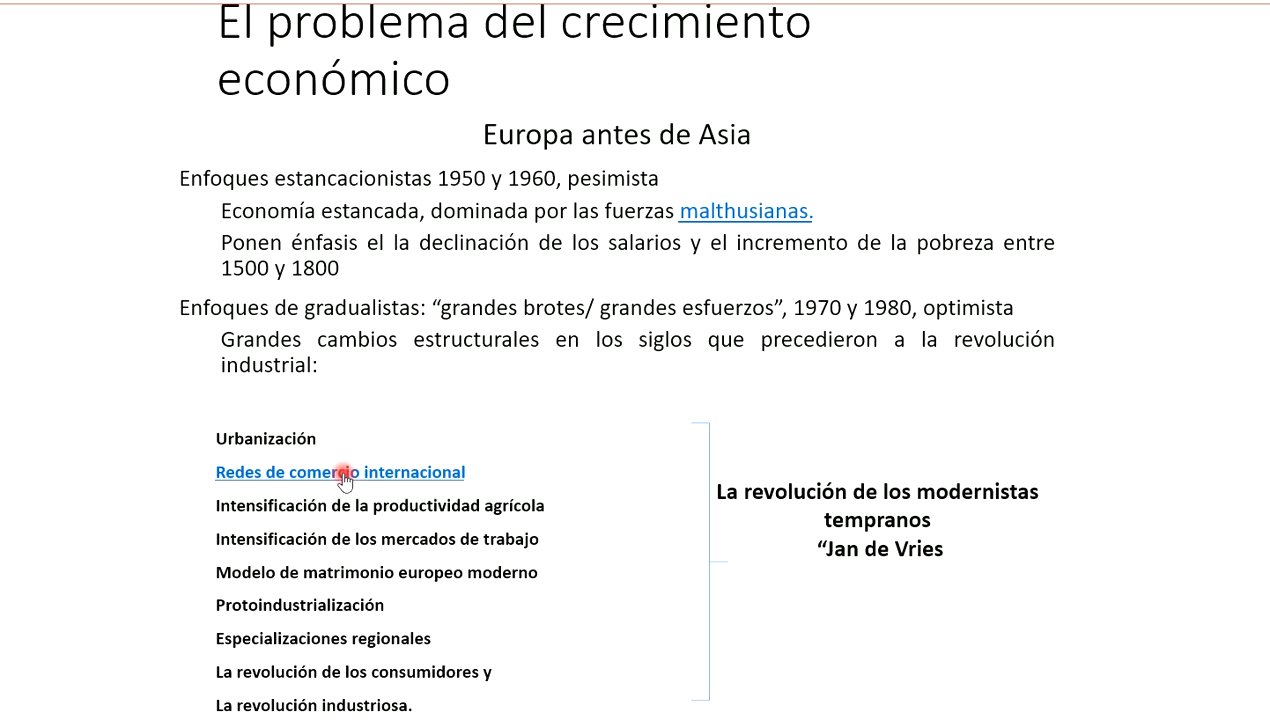 El problema del crecimiento
económico
Europa antes de Asia
Enfoques estancacionistas 1950 y 1960, pesimista
Economía estancada, dominada por las fuerzas malthusianas.
Ponen énfasis el la declinación de los salarios y el incremento de la pobreza entre
1500 y 1800
Enfoques de gradualistas: “grandes brotes/ grandes esfuerzos”, 1970 y 1980, optimista
Grandes cambios estructurales en los siglos que precedieron a la revolución
industrial:
Urbanización
Redes de comercio internacional
Intensificación de la productividad agrícola
Intensificación de los mercados de trabajo
Modelo de matrimonio europeo moderno
Protoindustrialización
Especializaciones regionales
La revolución de los consumidores y
La revolución industriosa.
La revolución de los modernistas
tempranos
“Jan de Vries